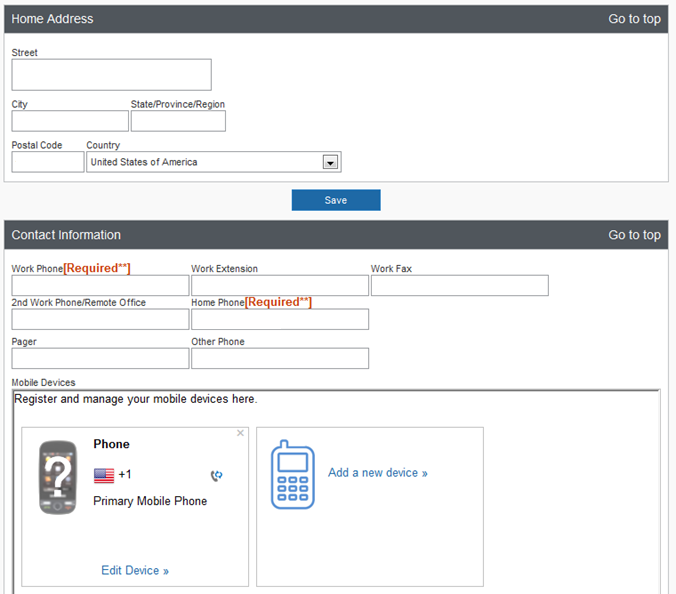 Home Address Go to top
Street
City State/Province/Region
Postal Code Country
United States of America
Save
Contact Information Go to top
Work Phone[Required**] Work Extension Work Fax
2nd Work Phone/Remote Office Home Phone[Required**]
Pager Other Phone
Mobile Devices
Register and manage your mobile devices here.
Phone
?
+1
Add a new device »
Primary Mobile Phone
Edit Device »